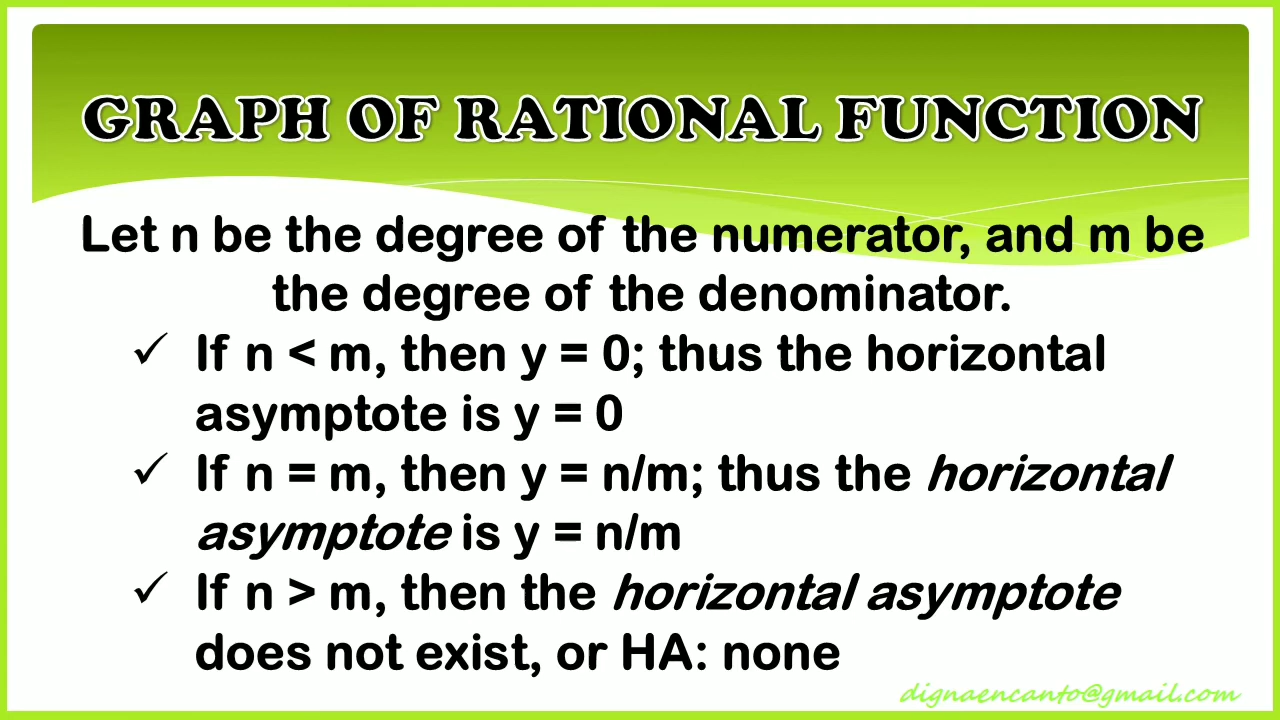 GRAPH OF RATIONAL FUNCTION
Let n be the degree of the numerator, and m be
the degree of the denominator.
✓ If n < m, then y = 0; thus the horizontal
asymptote is y = 0
✓ If n = m, then y = n/m; thus the horizontal
asymptote is y = n/m
✓ If n > m, then the horizontal asymptote
does not exist, or HA: none
dignaencanto@gmail.com